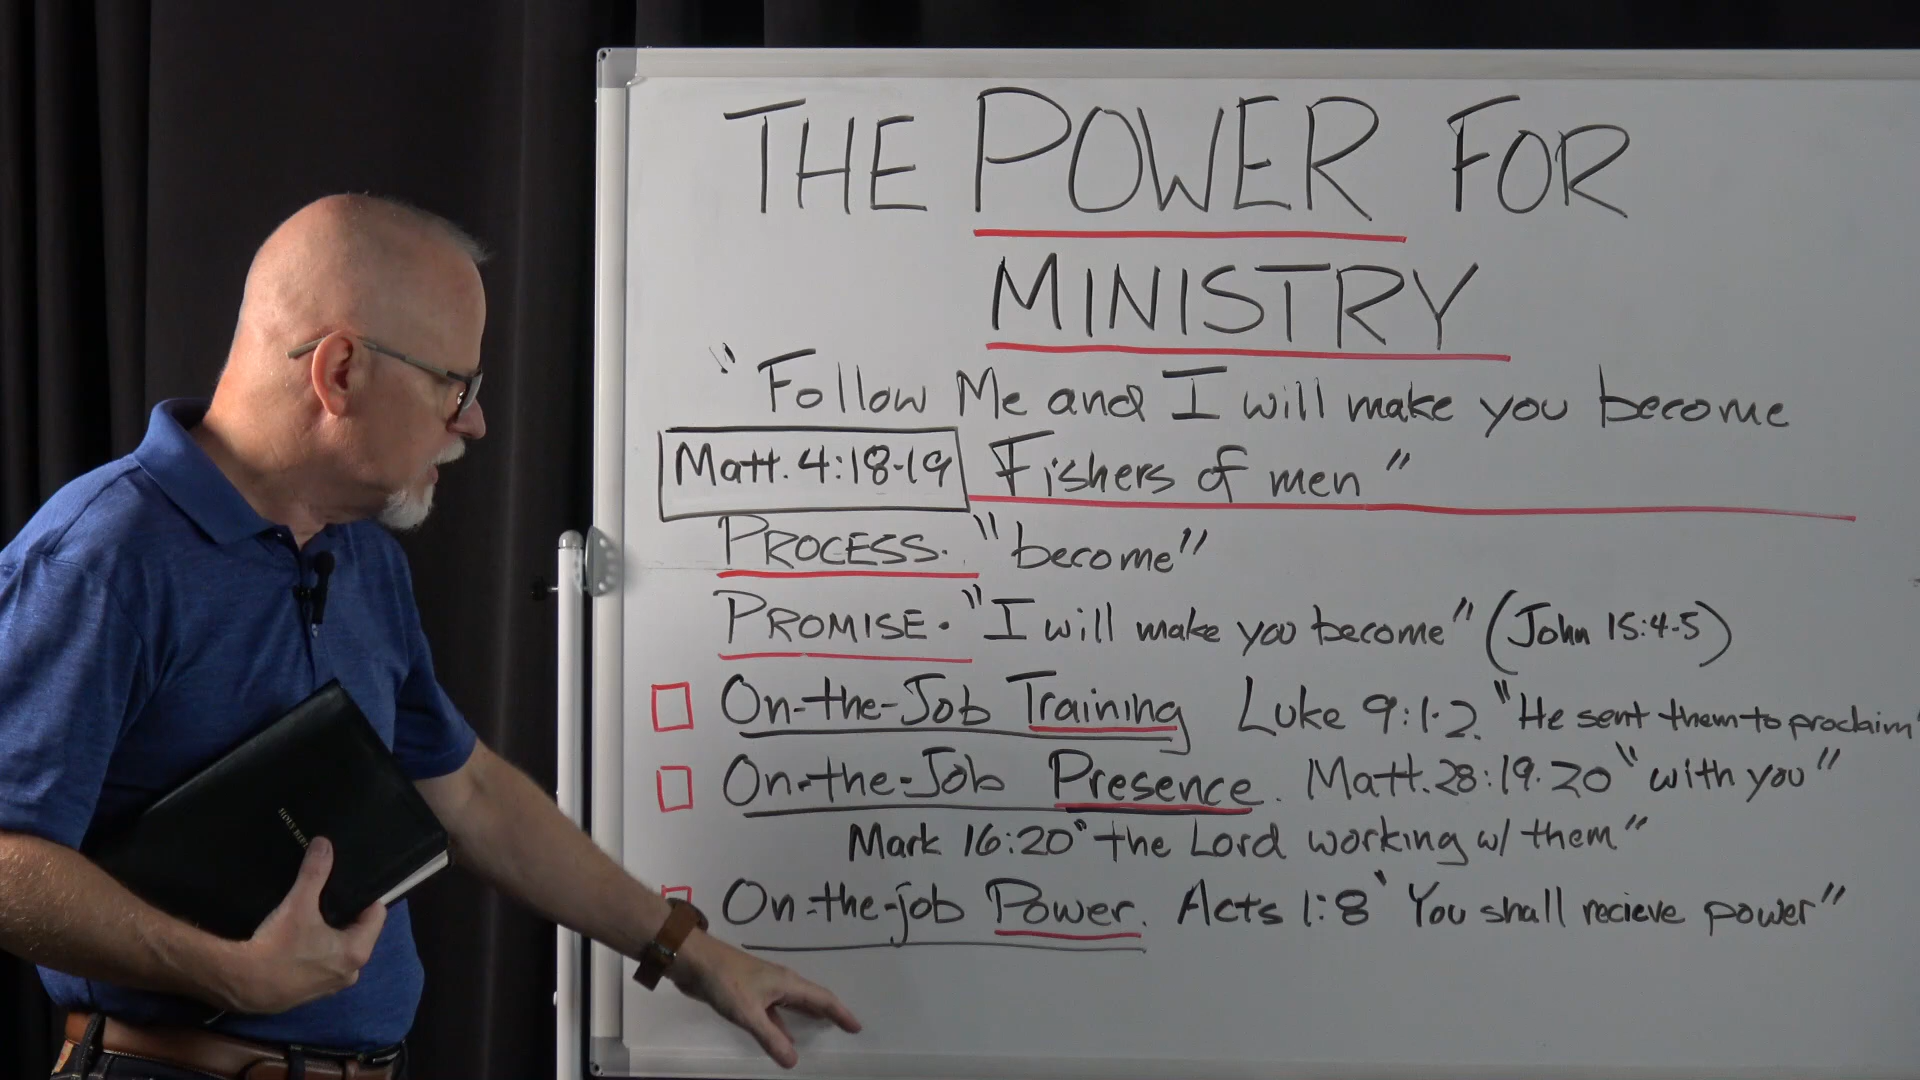 THE POWER FOR
MINISTRY
"Follow Me and I will make you become
Matt. 4:18-19 Fishers of men"
PROCESS. "become"
PROMISE. "I will make you become" (John 15:4-5)
On-the-Job Training Luke 9:1-2. "He sent them to proclaim"
On-the-Job Presence. Matt. 28:19-20 "with you"
Mark 16:20 "the Lord working w/ them"
On-the-job Power. Acts 1:8 "You shall recieve power"
HOLY BIBLE